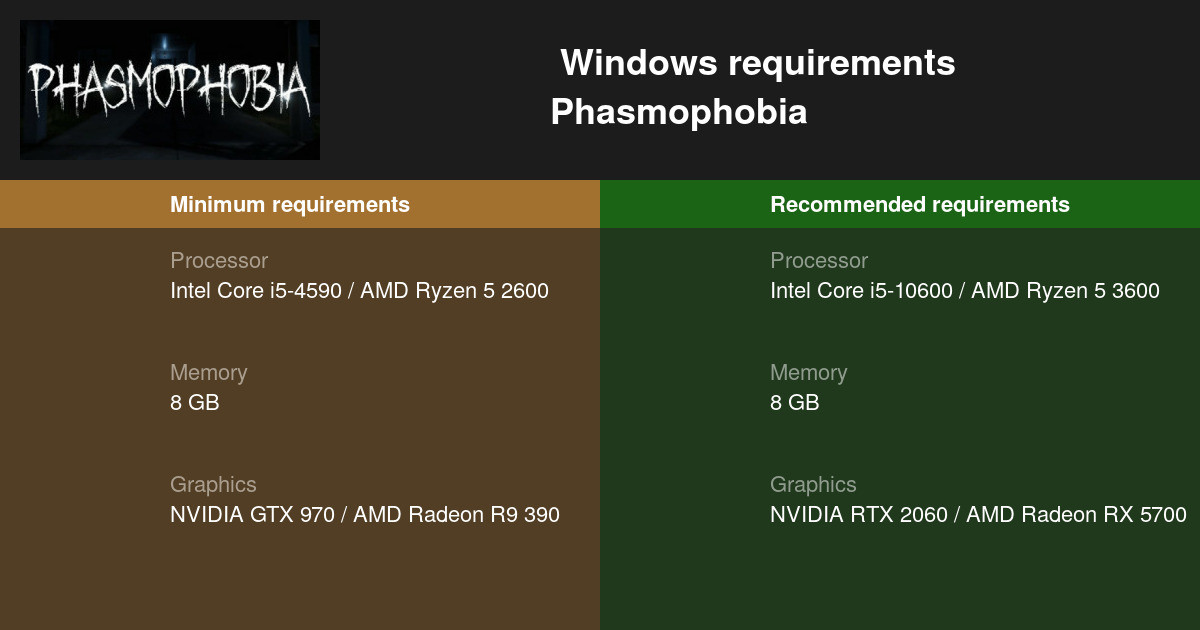 PHASMOPHOBIA
Windows requirements
Phasmophobia
Minimum requirements
Processor
Intel Core i5-4590 / AMD Ryzen 5 2600
Memory
8 GB
Graphics
NVIDIA GTX 970 / AMD Radeon R9 390
Recommended requirements
Processor
Intel Core i5-10600 / AMD Ryzen 5 3600
Memory
8 GB
Graphics
NVIDIA RTX 2060 / AMD Radeon RX 5700